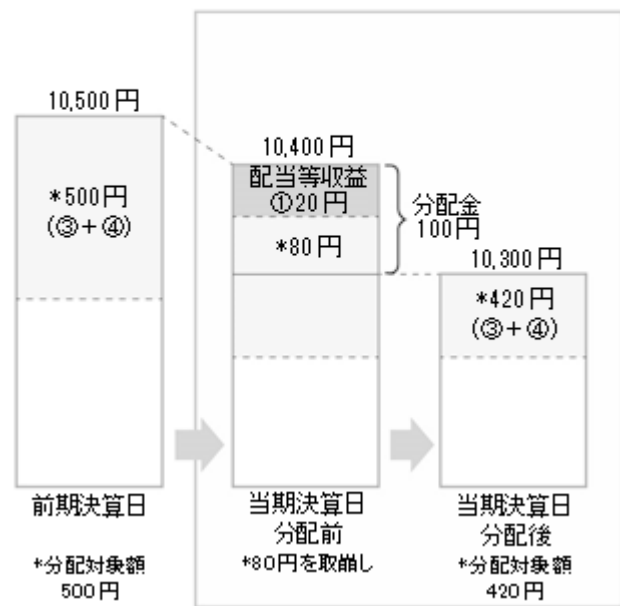 10,500円
*500円
(③+④)
前期決算日
*分配対象額
500円
10,400円
配当等収益
①20円
*80円
分配金
100円
当期決算日
分配前
*80円を取崩し
10,300円
*420円
(③+④)
当期決算日
分配後
*分配対象額
420円